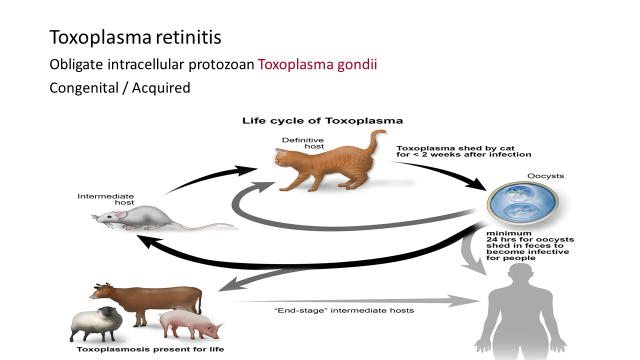 Toxoplasma retinitis
Obligate intracellular protozoan Toxoplasma gondii
Congenital / Acquired
Life cycle of Toxoplasma
Definitive
host
Toxoplasma shed by cat
for < 2 weeks after infection
Oocysts
Intermediate
host
minimum
24 hrs for oocysts
shed in feces to
become infective
for people
"End-stage" intermediate hosts
Toxoplasmosis present for life